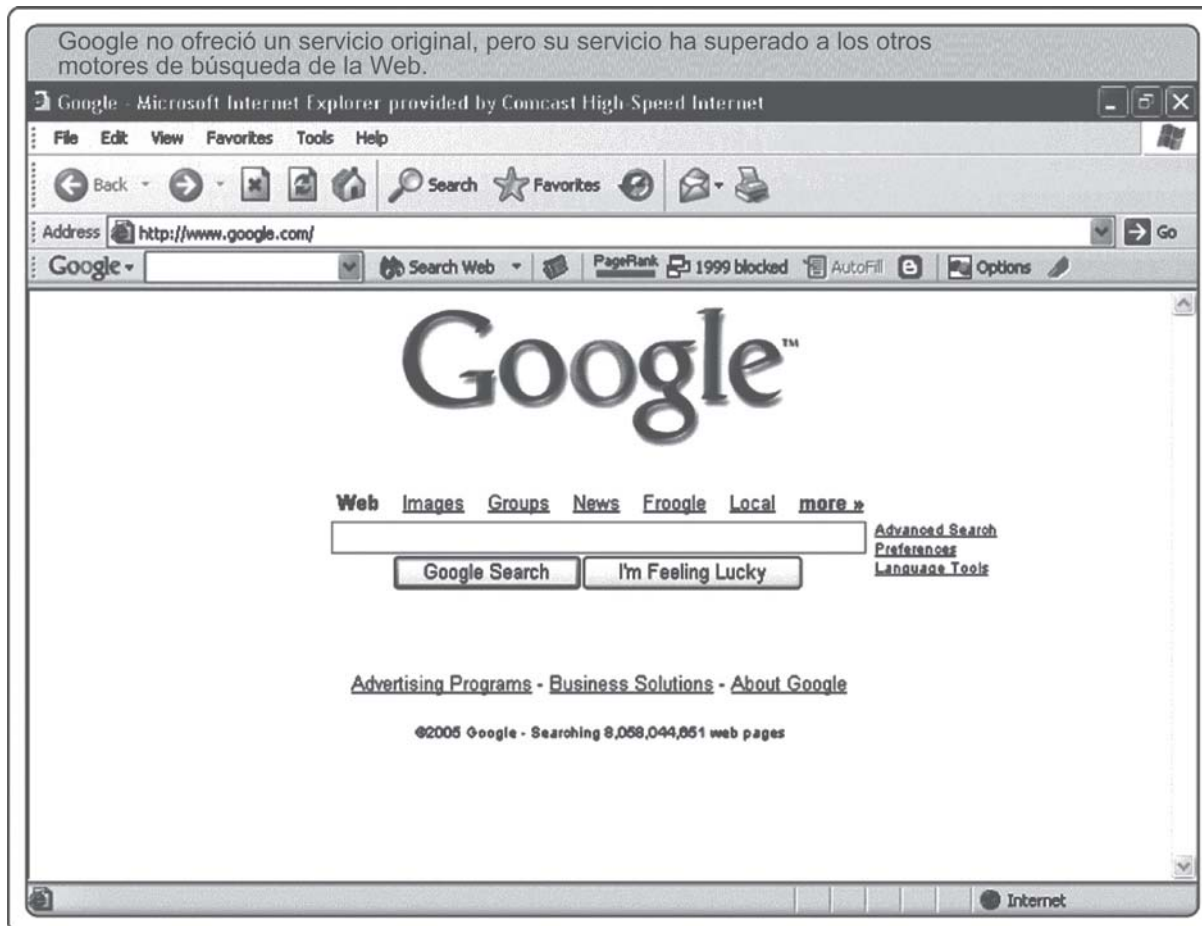 Google no ofreció un servicio original, pero su servicio ha superado a los otros
motores de búsqueda de la Web.
Google - Microsoft Internet Explorer provided by Comcast High-Speed Internet
File Edit View Favorites Tools Help
Back Search Favorites
Address http://www.google.com/ Go
Google Search Web PageRank 1999 blocked AutoFill Options
Google™
Web Images Groups News Froogle Local more »
Advanced Search
Preferences
Language Tools
Google Search I'm Feeling Lucky
Advertising Programs - Business Solutions - About Google
©2005 Google - Searching 8,058,044,651 web pages
Internet